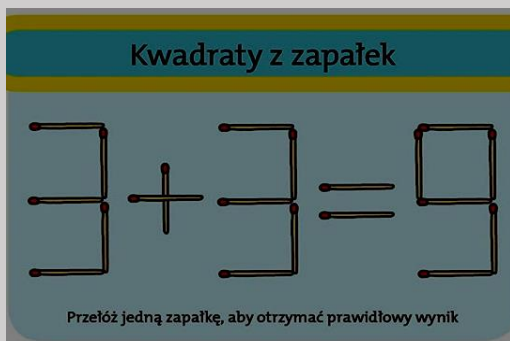 Kwadraty z zapałek
3+3=9
Przełóż jedną zapałkę, aby otrzymać prawidłowy wynik